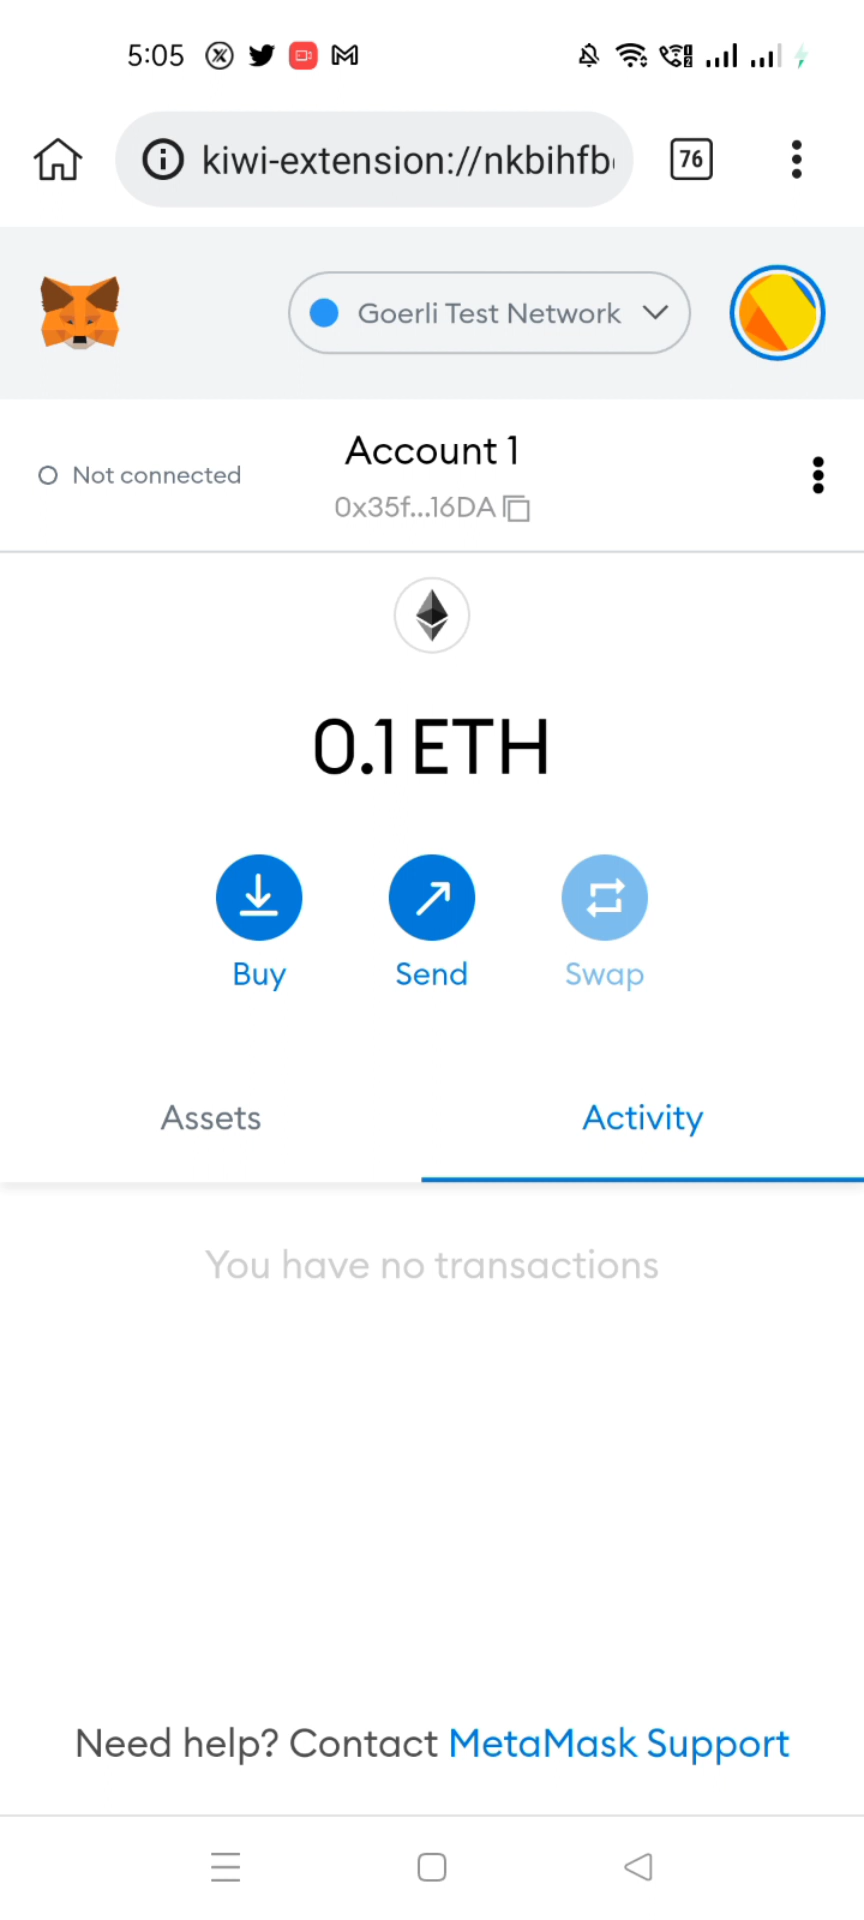 5:05
kiwi-extension://nkbihfb
76
Goerli Test Network
Account 1
Not connected
0x35f...16DA
0.1 ETH
Buy
Send
Swap
Assets
Activity
You have no transactions
Need help? Contact MetaMask Support